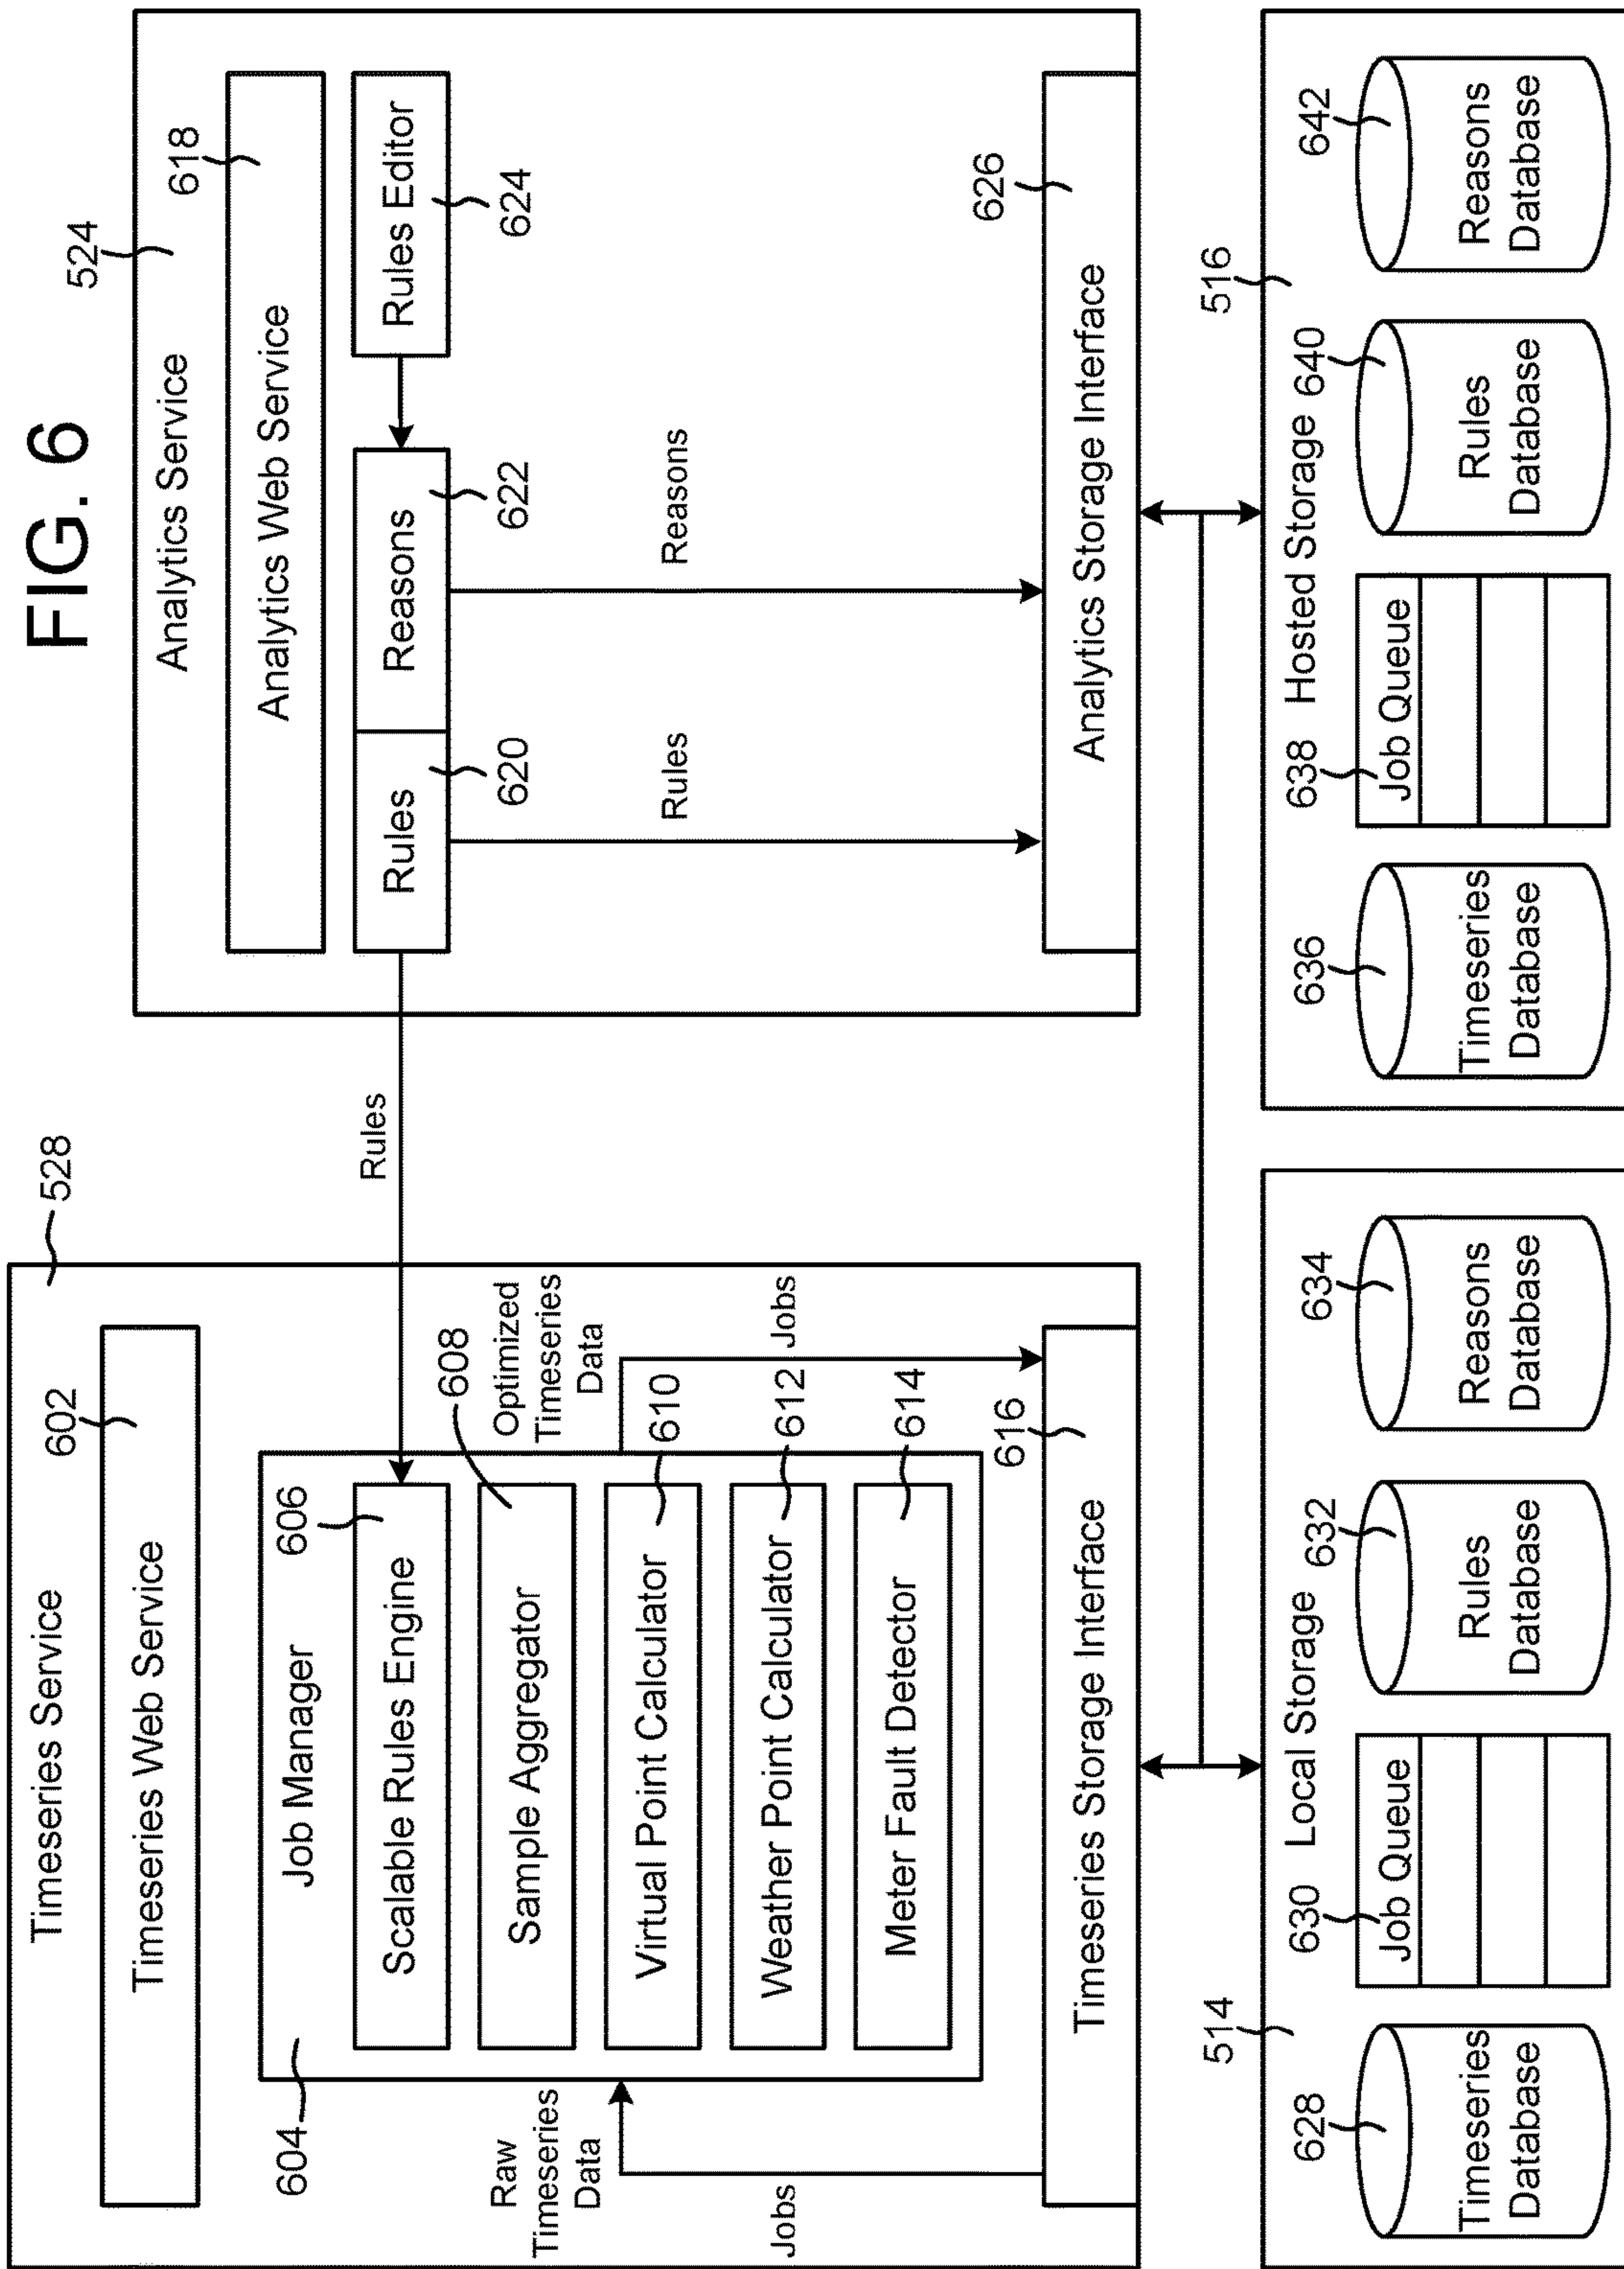 FIG. 6
528
Timeseries Service
602
Timeseries Web Service
604
Job Manager
606
Scalable Rules Engine
608
Sample Aggregator
610
Virtual Point Calculator
612
Weather Point Calculator
614
Meter Fault Detector
Raw
Timeseries
Data
Jobs
Optimized
Timeseries
Data
Jobs
616
Timeseries Storage Interface
Rules
524
Analytics Service
618
Analytics Web Service
Rules
620
Reasons
622
Rules Editor
624
Rules
Reasons
626
Analytics Storage Interface
514
Local Storage
628
Timeseries
Database
630
Job Queue
632
Rules
Database
634
Reasons
Database
516
Hosted Storage
636
Timeseries
Database
638
Job Queue
640
Rules
Database
642
Reasons
Database